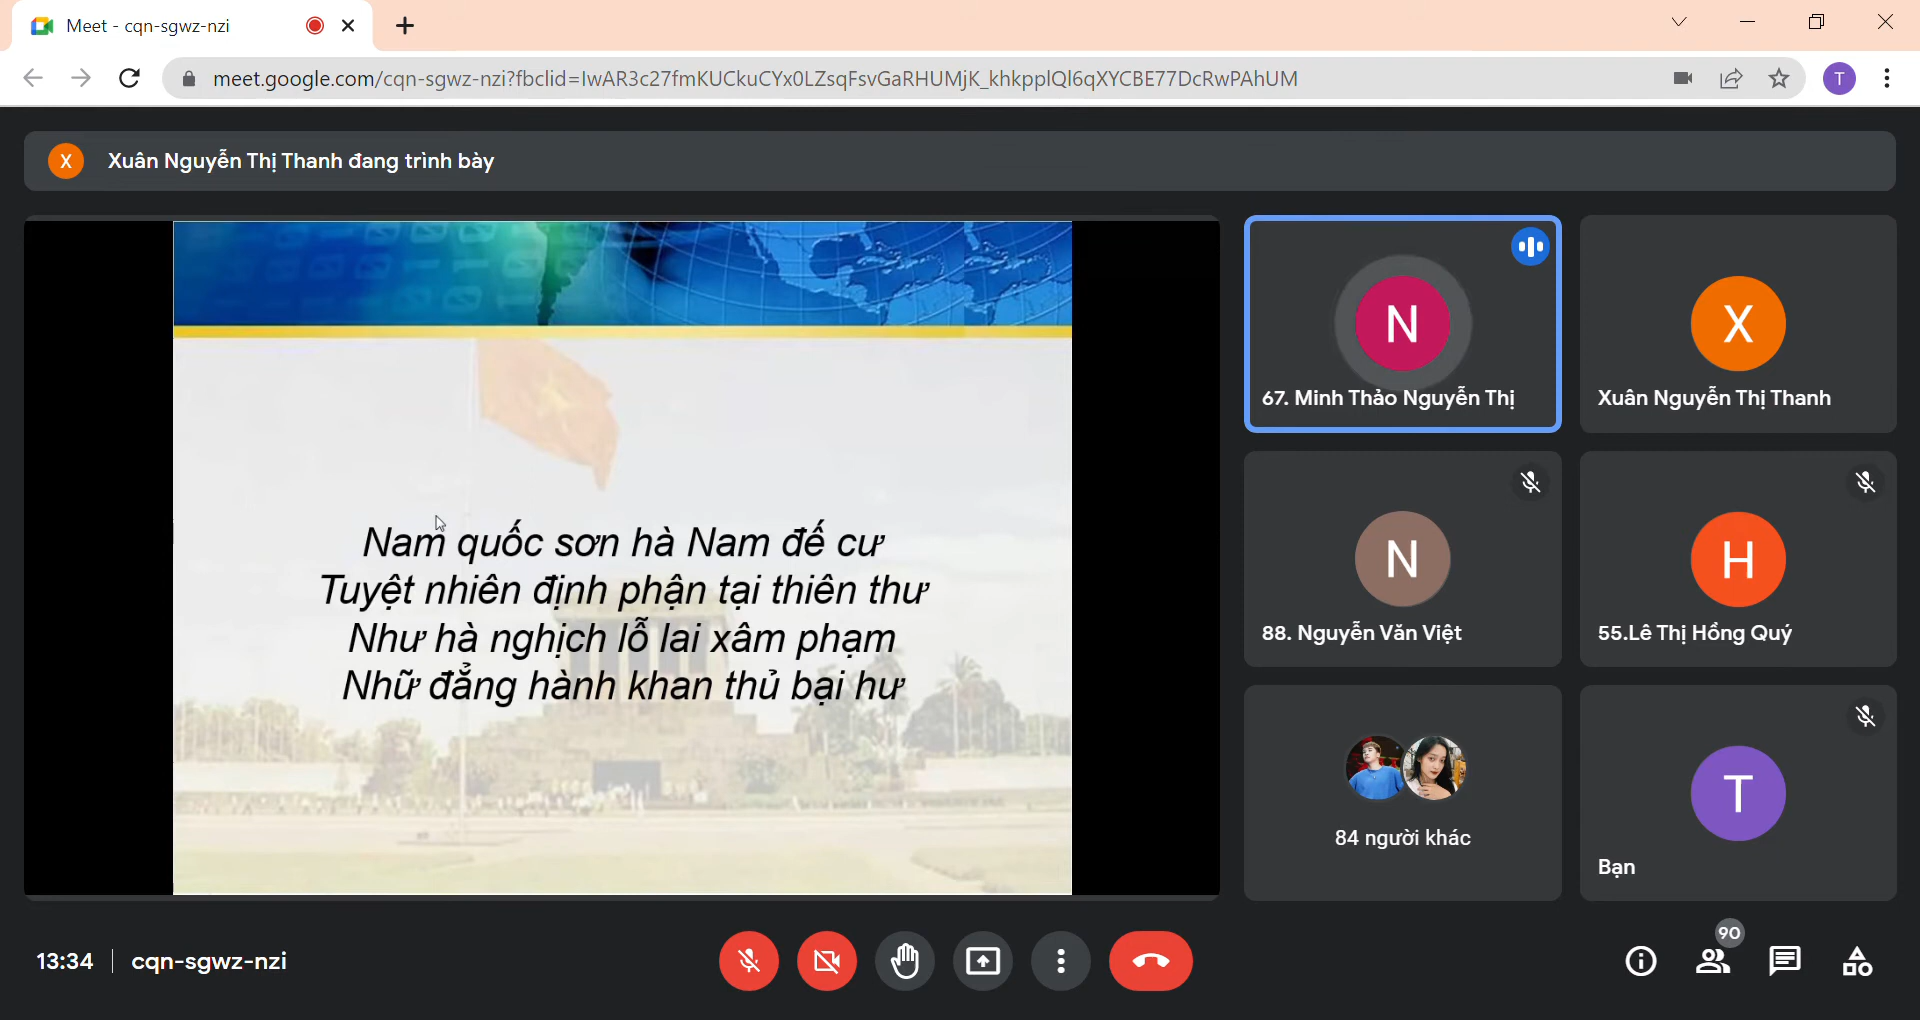 Meet - cqn-sgwz-nzi
meet.google.com/cqn-sgwz-nzi?fbclid=IwAR3c27fmKUCkuCYx0LZsqFsvGaRHUMjK_khkpplQl6qXYCBE77DcRwPAhUM
T
X Xuân Nguyễn Thị Thanh đang trình bày
Nam quốc sơn hà Nam đế cư
Tuyệt nhiên định phận tại thiên thư
Như hà nghịch lỗ lai xâm phạm
Nhữ đẳng hành khan thủ bại hư
N
67. Minh Thảo Nguyễn Thị
X
Xuân Nguyễn Thị Thanh
N
88. Nguyễn Văn Việt
H
55.Lê Thị Hồng Quý
84 người khác
T
Bạn
13:34 cqn-sgwz-nzi
90